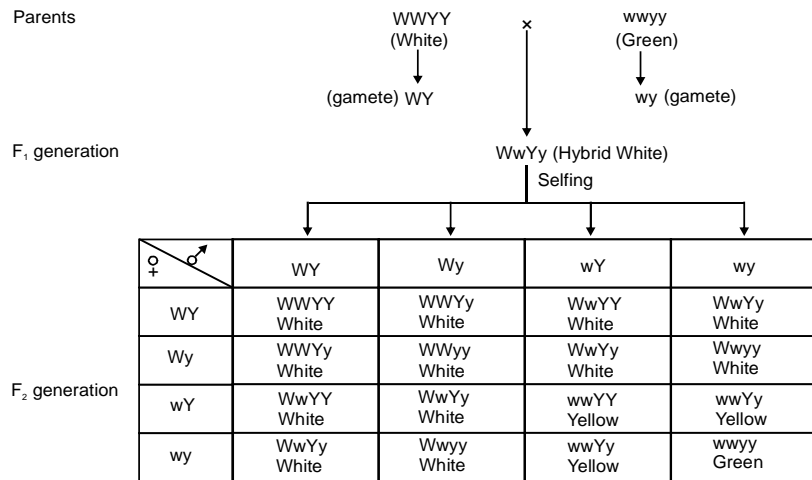 Parents
WWYY × wwyy
(White) (Green)
(gamete) WY wy (gamete)
F₁ generation
WwYy (Hybrid White)
Selfing
♀ ♂ WY Wy wY wy
WY WWYY WWYy WwYY WwYy
White White White White
Wy WWYy WWyy WwYy Wwyy
White White White White
F₂ generation
wY WwYY WwYy wwYY wwYy
White White Yellow Yellow
wy WwYy Wwyy wwYy wwyy
White White Yellow Green